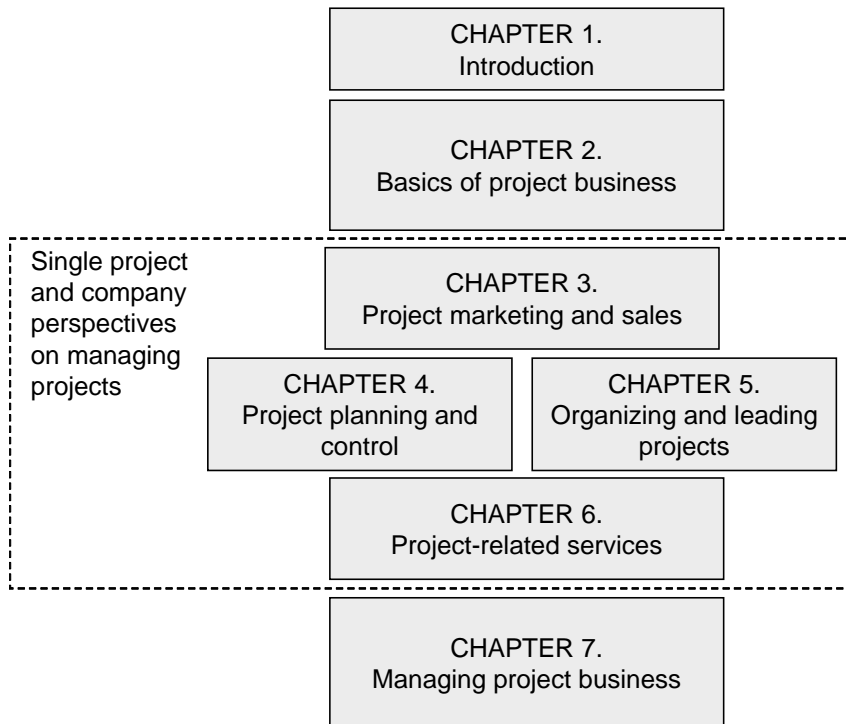 CHAPTER 1.
Introduction
CHAPTER 2.
Basics of project business
Single project
and company
perspectives
on managing
projects
CHAPTER 3.
Project marketing and sales
CHAPTER 4.
Project planning and
control
CHAPTER 5.
Organizing and leading
projects
CHAPTER 6.
Project-related services
CHAPTER 7.
Managing project business